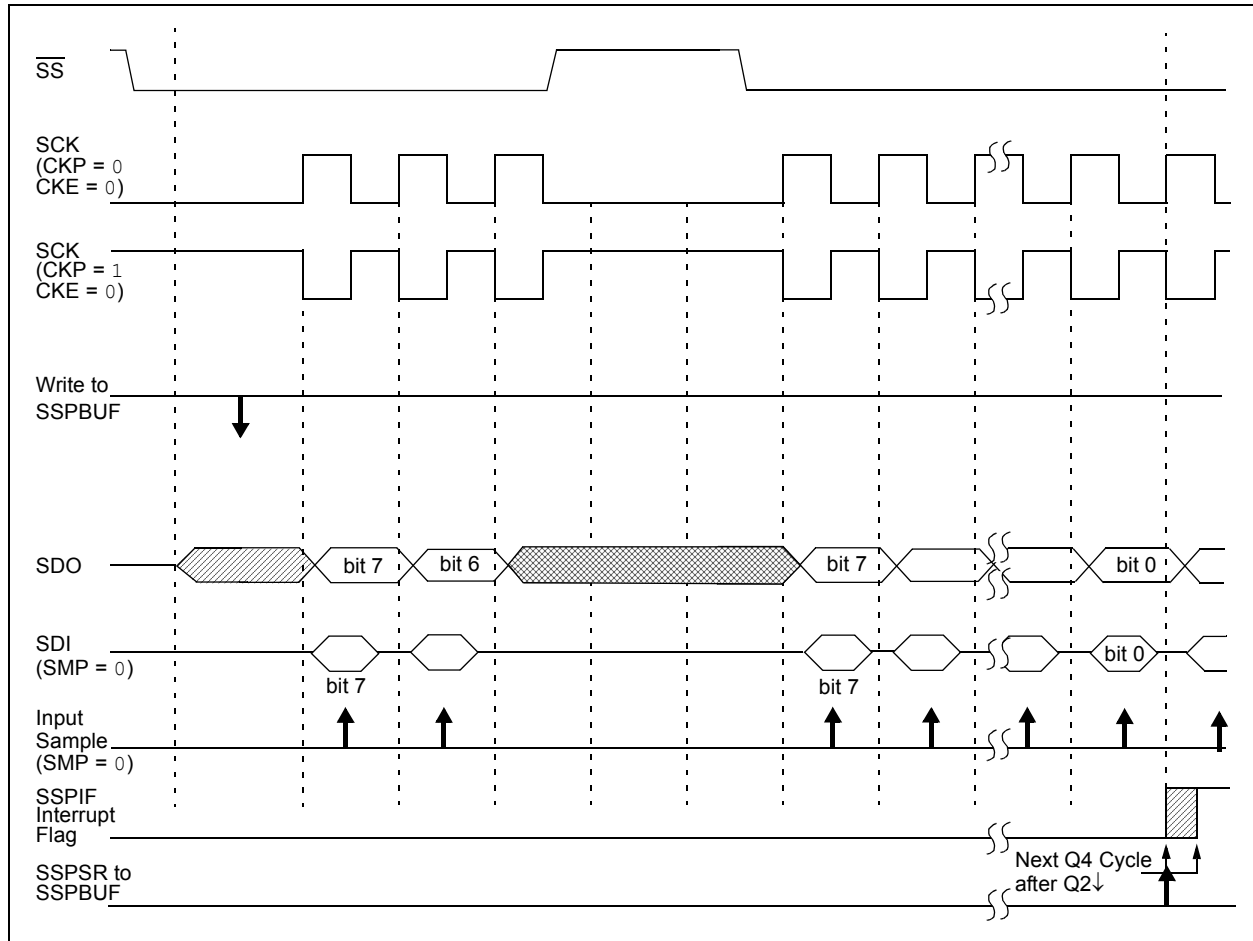 SS
SCK
(CKP = 0
CKE = 0)
SCK
(CKP = 1
CKE = 0)
Write to
SSPBUF
SDO
bit 7
bit 6
bit 7
bit 0
SDI
(SMP = 0)
bit 7
bit 7
bit 0
Input
Sample
(SMP = 0)
SSPIF
Interrupt
Flag
Next Q4 Cycle
after Q2↓
SSPSR to
SSPBUF